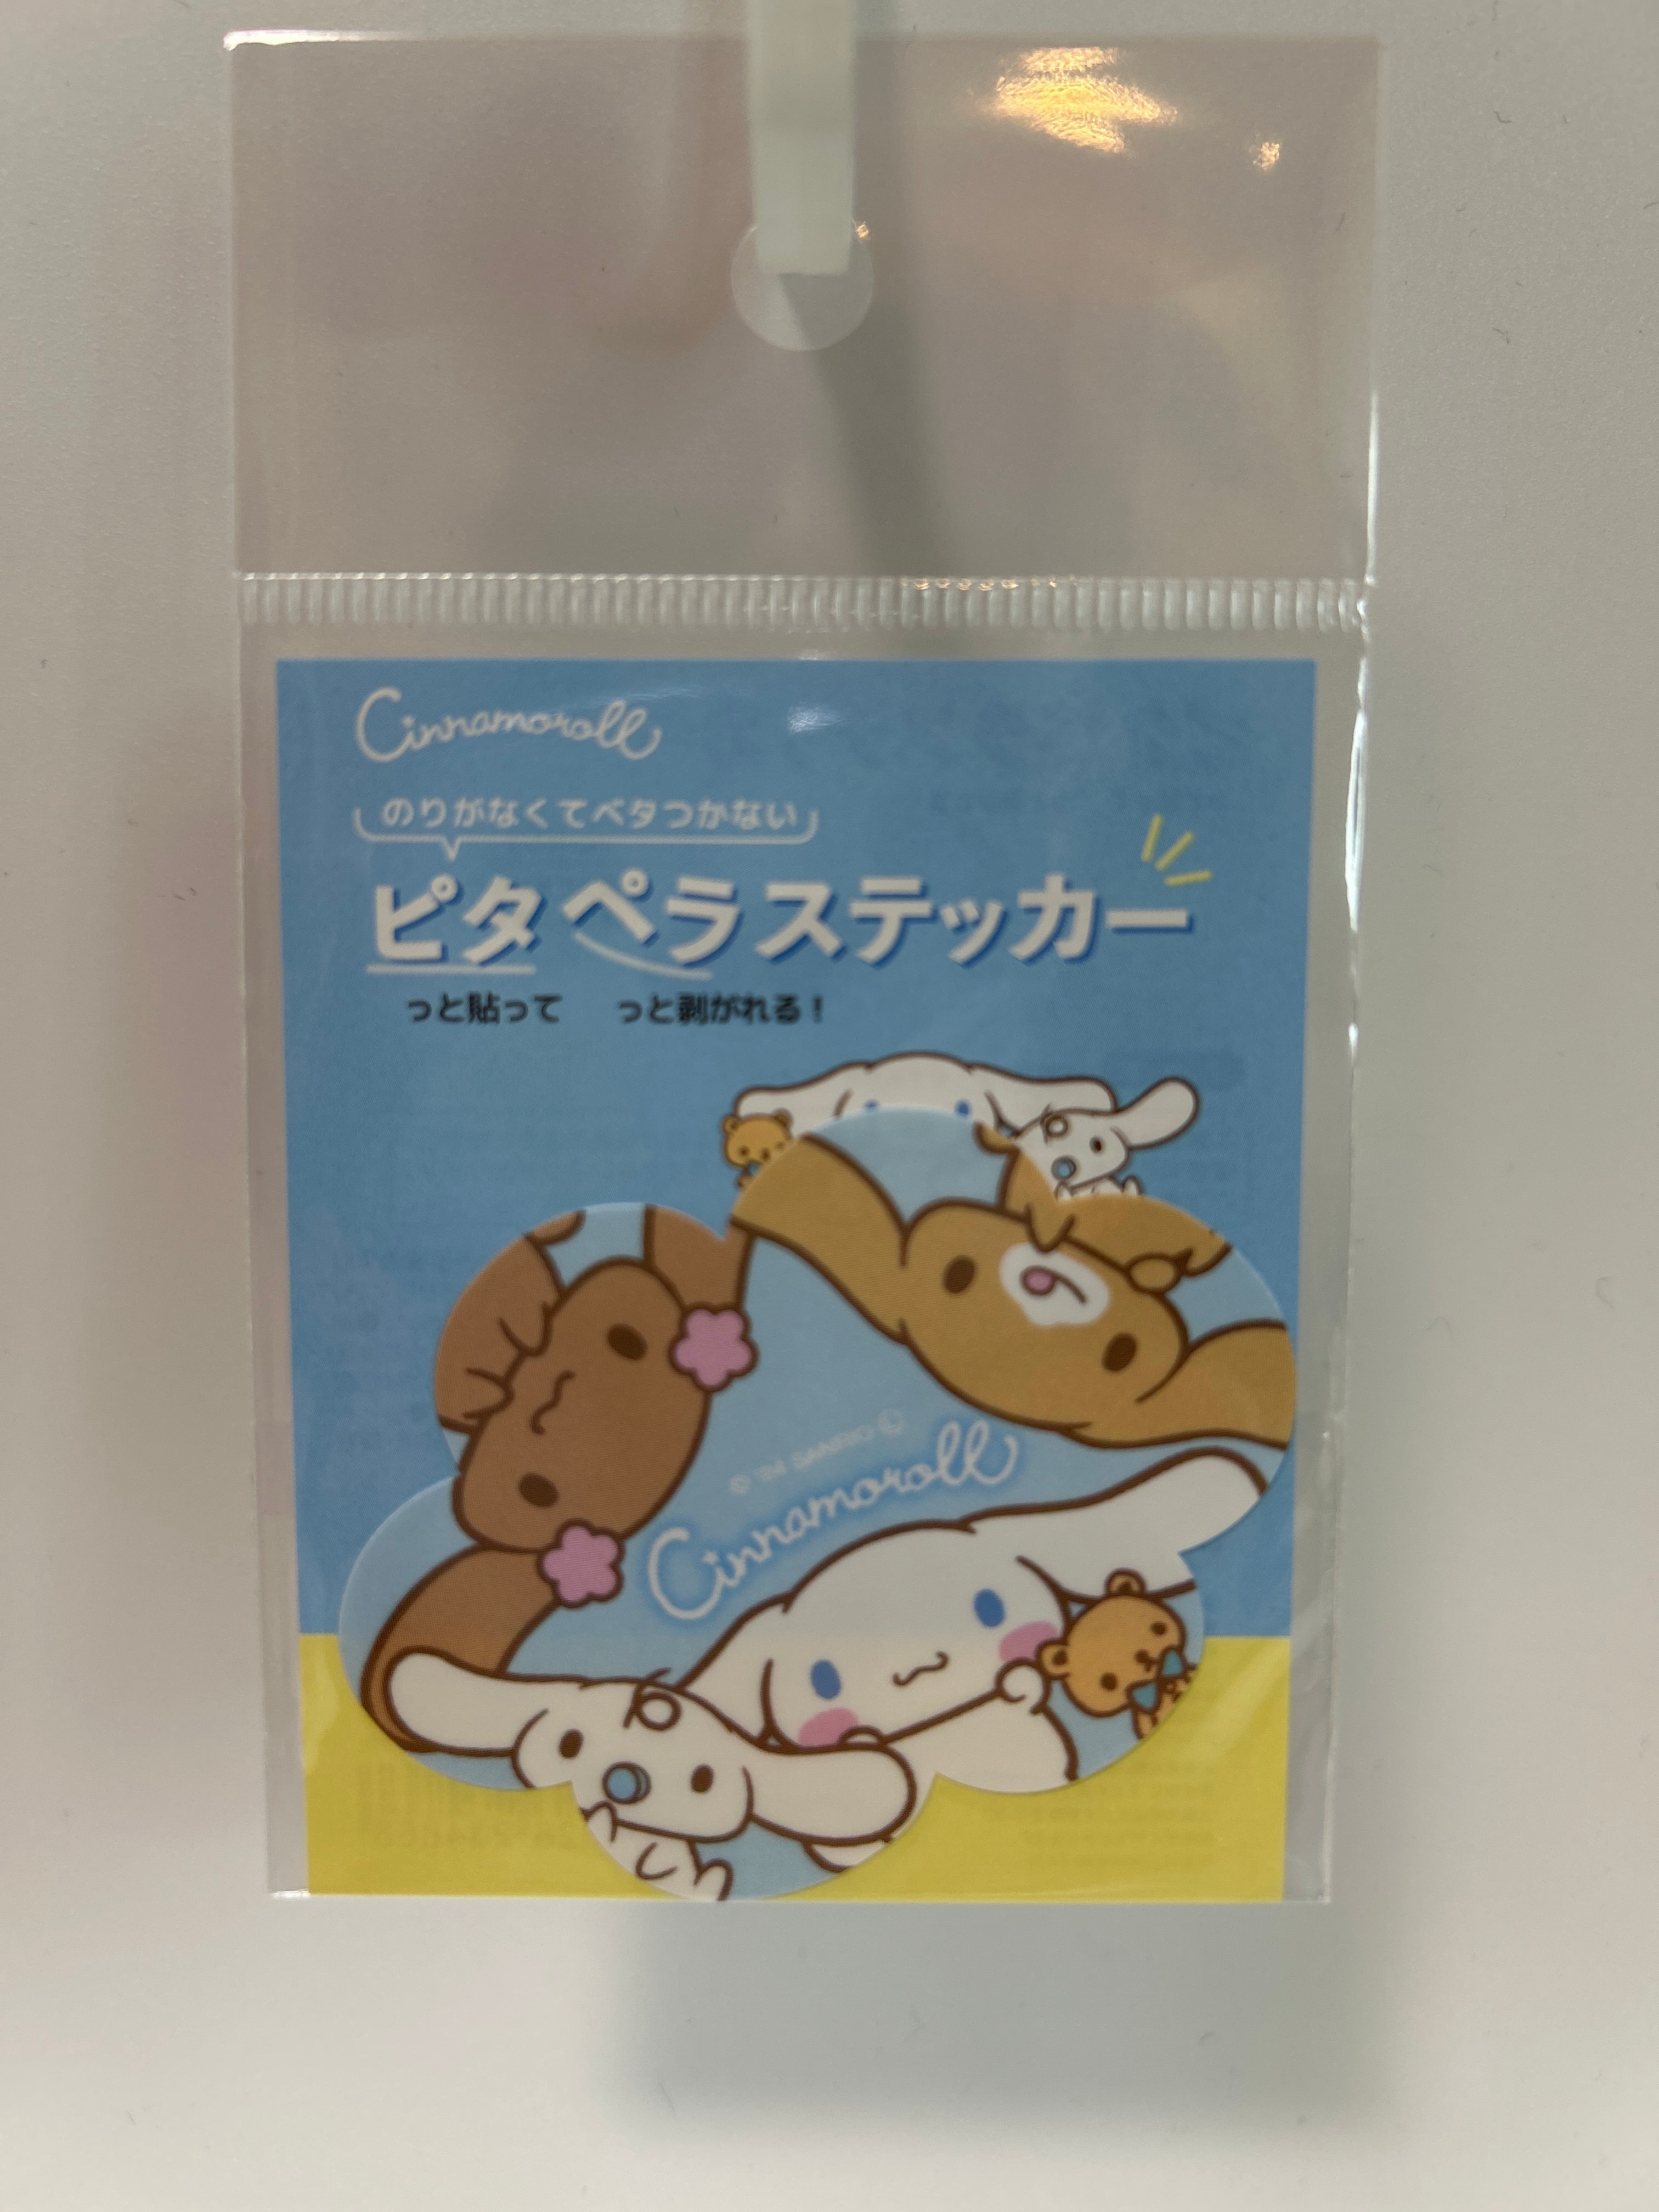 Cinnamoroll
のりがなくてベタつかない
ピタペラステッカー
っと貼って っと剥がれる!
SANRIO
Cinnamoroll